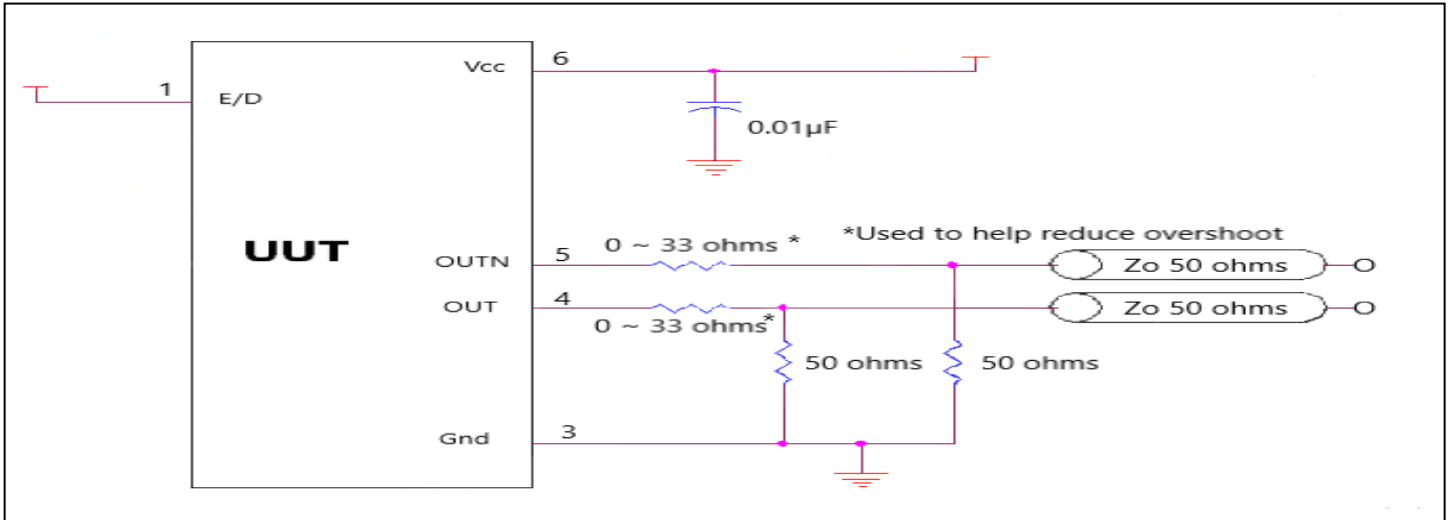 Vcc
6
1
E/D
0.01µF
UUT
*Used to help reduce overshoot
0 ~ 33 ohms *
OUTN
5
Zo 50 ohms
OUT
4
Zo 50 ohms
0 ~ 33 ohms*
50 ohms
50 ohms
Gnd
3